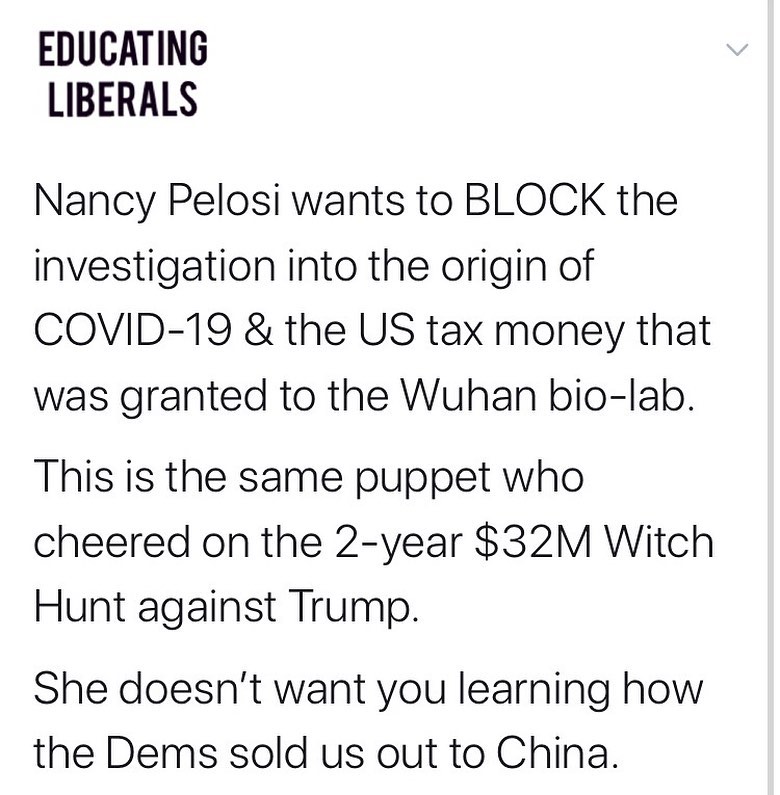 EDUCATING
LIBERALS
Nancy Pelosi wants to BLOCK the
investigation into the origin of
COVID-19 & the US tax money that
was granted to the Wuhan bio-lab.
This is the same puppet who
cheered on the 2-year $32M Witch
Hunt against Trump.
She doesn't want you learning how
the Dems sold us out to China.